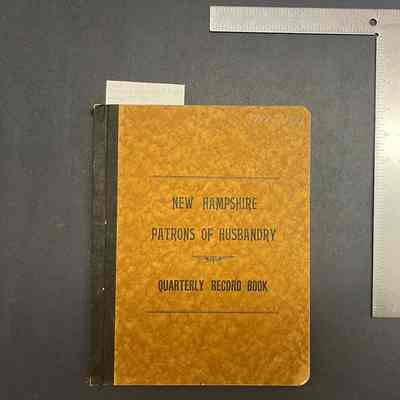 NEW HAMPSHIRE
PATRONS OF HUSBANDRY
QUARTERLY RECORD BOOK